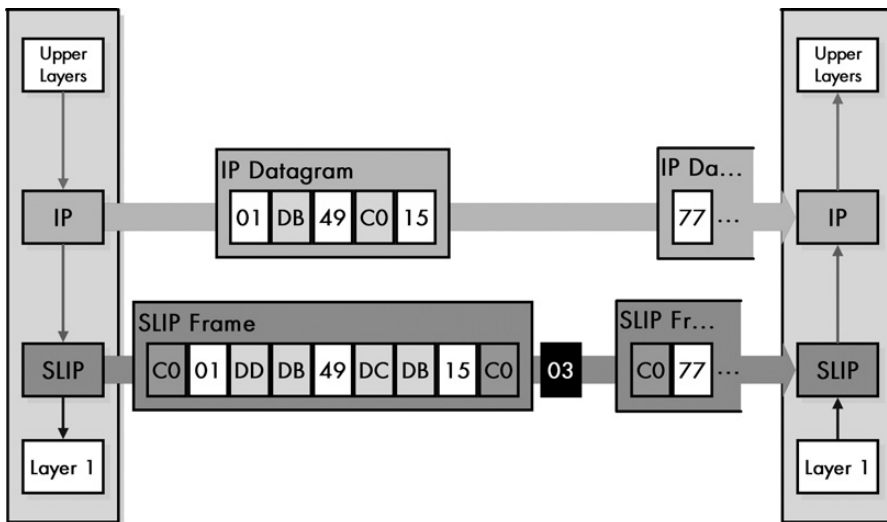 Upper
Layers
Upper
Layers
IP Datagram
IP Da...
IP
01 DB 49 C0 15
77 ...
IP
SLIP Frame
SLIP Fr...
SLIP
C0 01 DD DB 49 DC DB 15 C0
03
C0 77 ...
SLIP
Layer 1
Layer 1